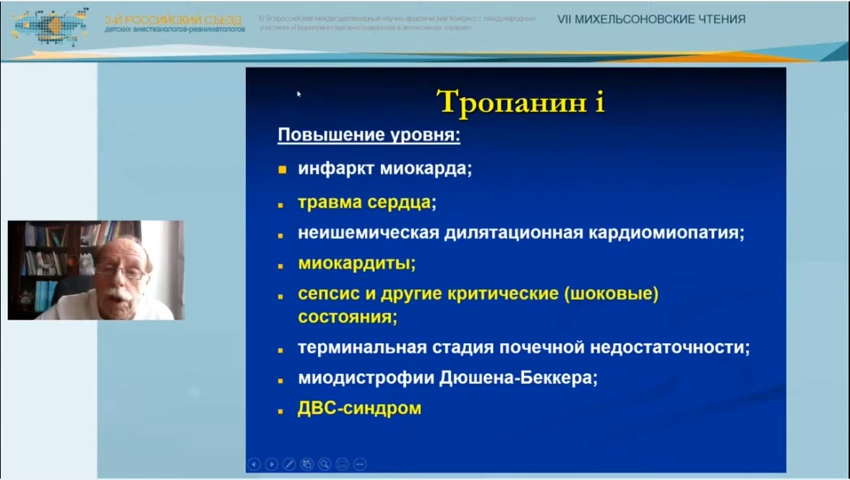 2-Й РОССИЙСКИЙ СЪЕЗД
детских анестезиологов-реаниматологов
VII МИХЕЛЬСОНОВСКИЕ ЧТЕНИЯ
Тропанин i
Повышение уровня:
инфаркт миокарда;
травма сердца;
неишемическая дилятационная кардиомиопатия;
миокардиты;
сепсис и другие критические (шоковые)
состояния;
терминальная стадия почечной недостаточности;
миодистрофии Дюшена-Беккера;
ДВС-синдром